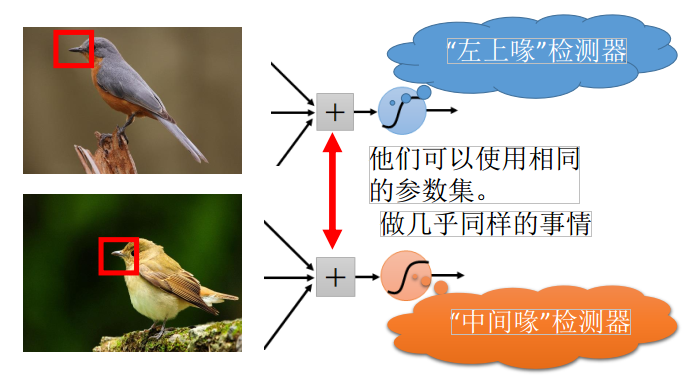 “左上喙”检测器
+
他们可以使用相同
的参数集。
做几乎同样的事情
+
“中间喙”检测器